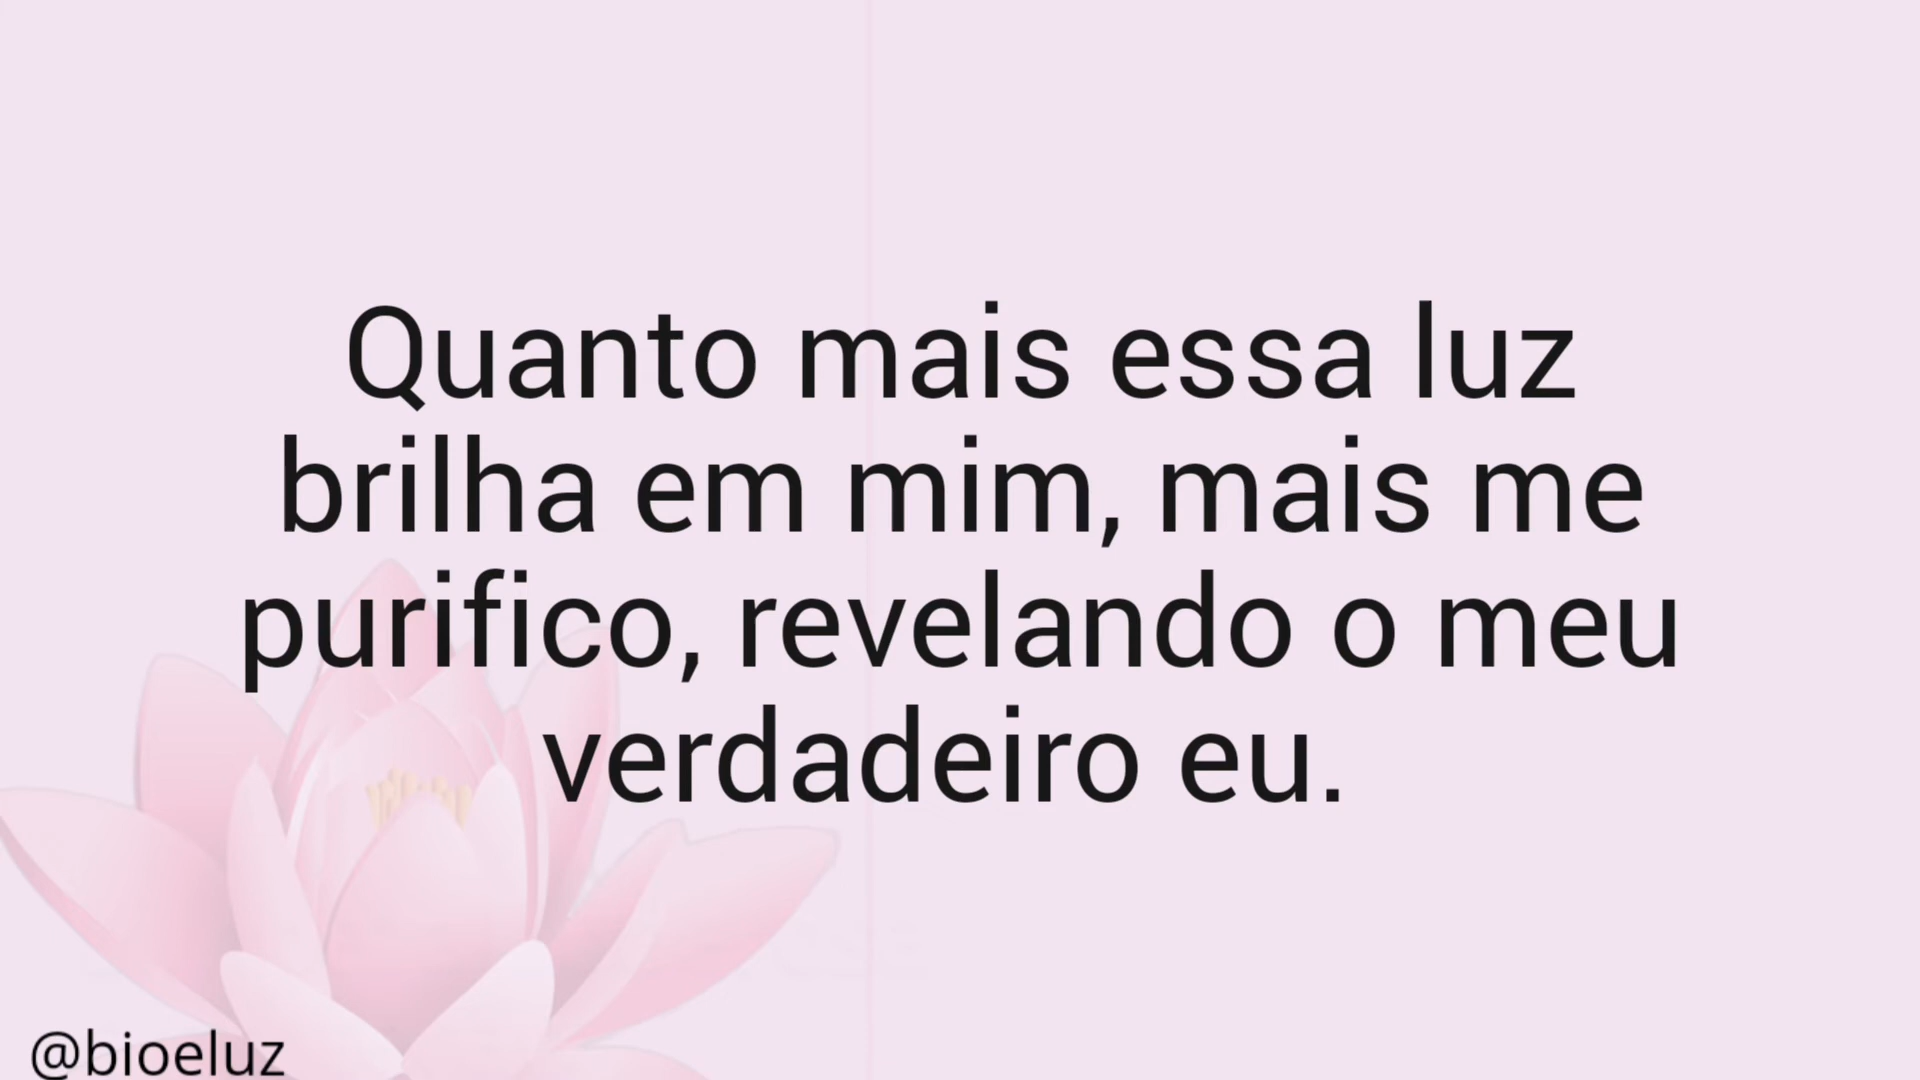 Quanto mais essa luz
brilha em mim, mais me
purifico, revelando o meu
verdadeiro eu.
@bioeluz